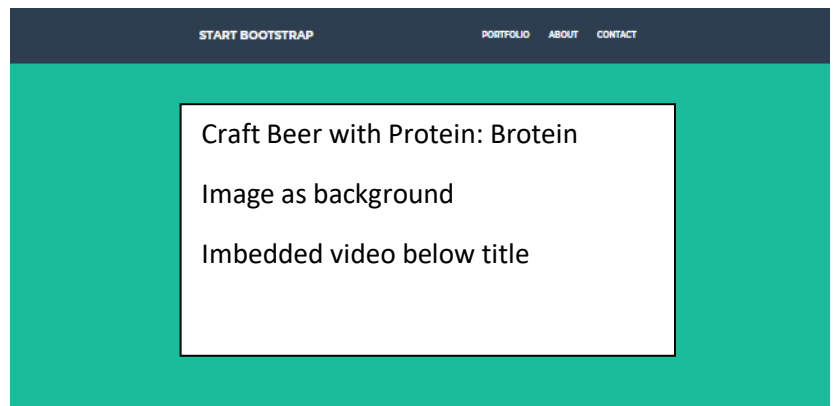 START BOOTSTRAP PORTFOLIO ABOUT CONTACT
Craft Beer with Protein: Brotein
Image as background
Imbedded video below title